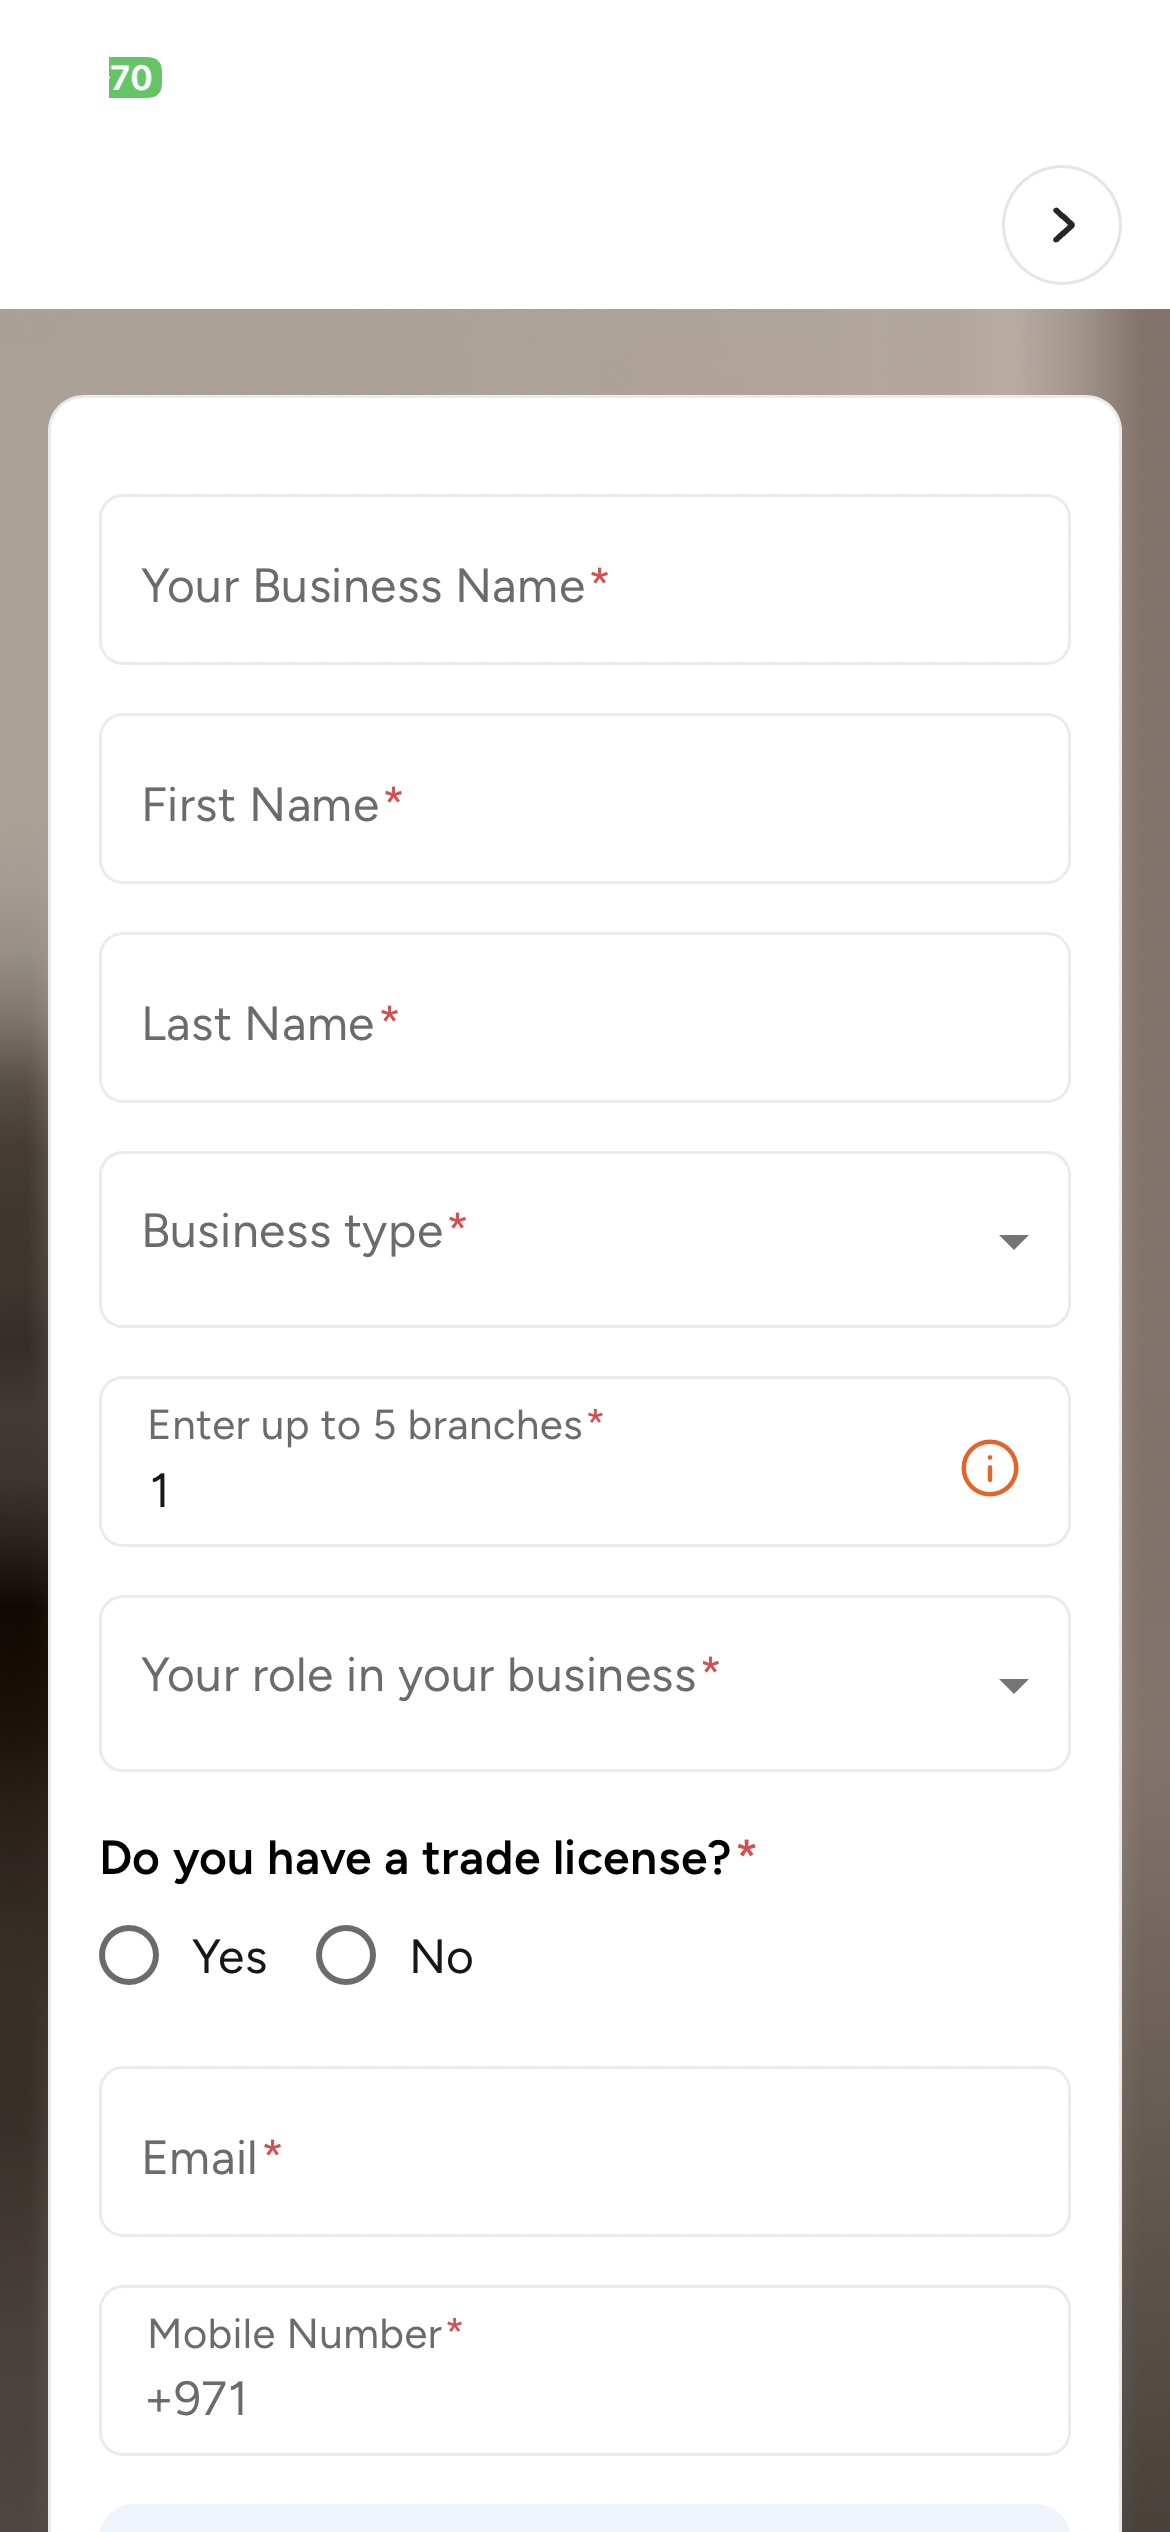 70
Your Business Name*
First Name*
Last Name*
Business type*
Enter up to 5 branches*
1
Your role in your business*
Do you have a trade license?*
Yes No
Email*
Mobile Number*
+971